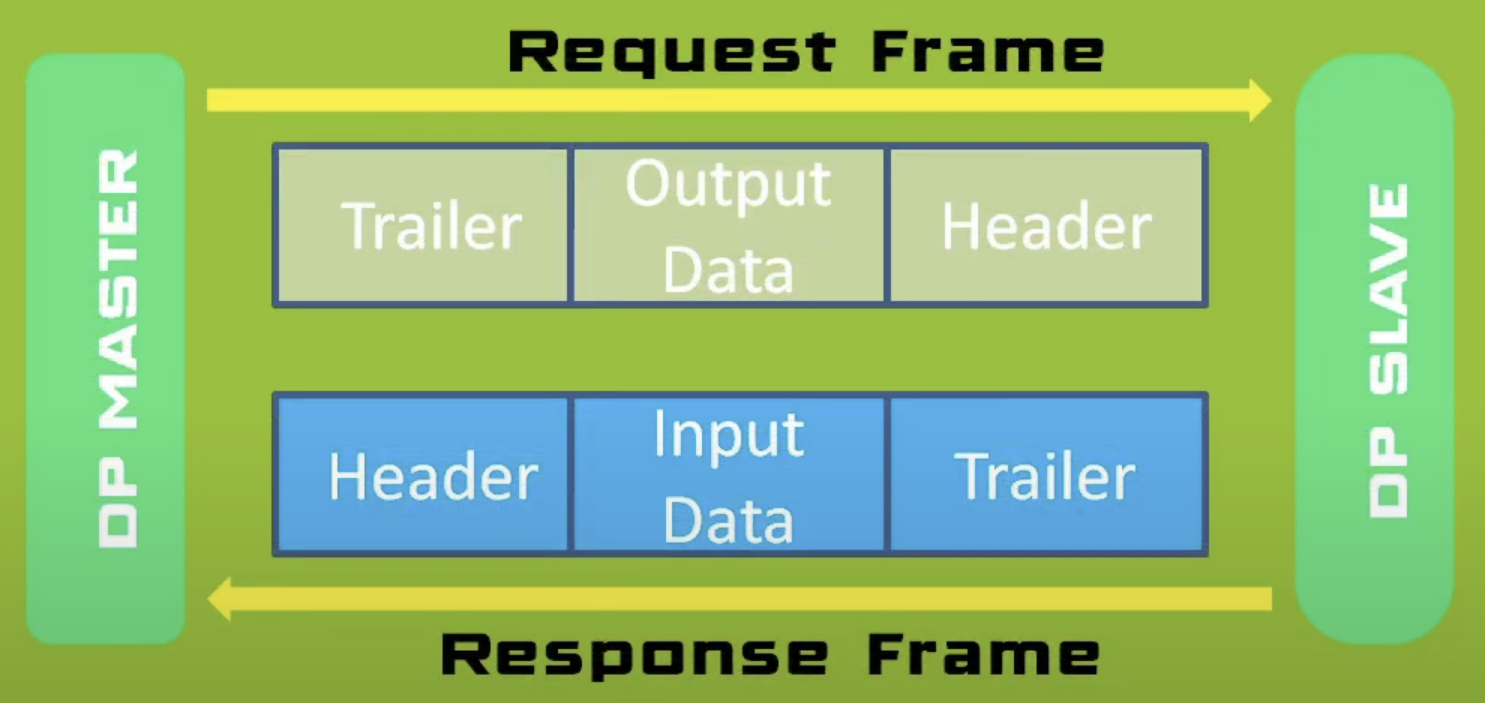 Request Frame
DP MASTER
Trailer
Output
Data
Header
DP SLAVE
Header
Input
Data
Trailer
Response Frame